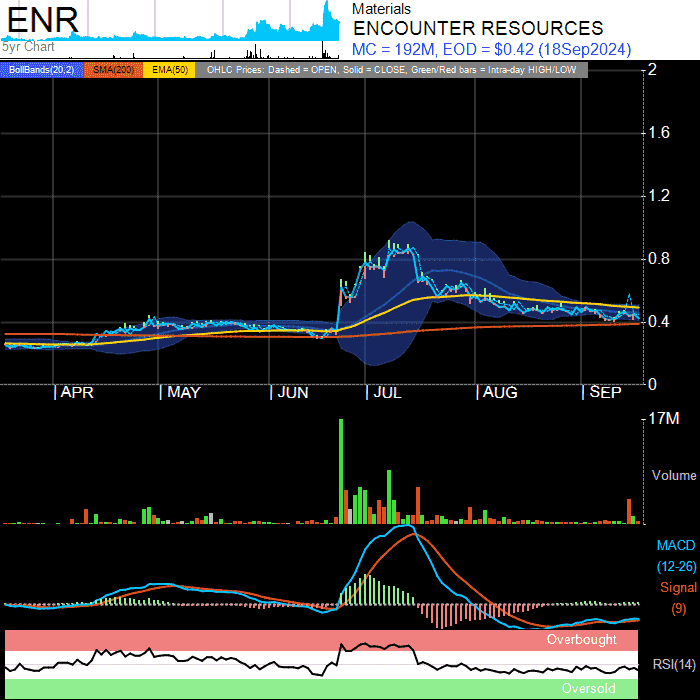 ENR
5yr Chart
Materials
ENCOUNTER RESOURCES
MC = 192M, EOD = $0.42 (18Sep2024)
BollBands(20,2) SMA(200) EMA(50) OHLC Prices: Dashed = OPEN, Solid = CLOSE, Green/Red bars = Intra-day HIGH/LOW
2
1.6
1.2
0.8
0.4
0
APR MAY JUN JUL AUG SEP
17M
Volume
MACD
(12-26)
Signal
(9)
Overbought
RSI(14)
Oversold